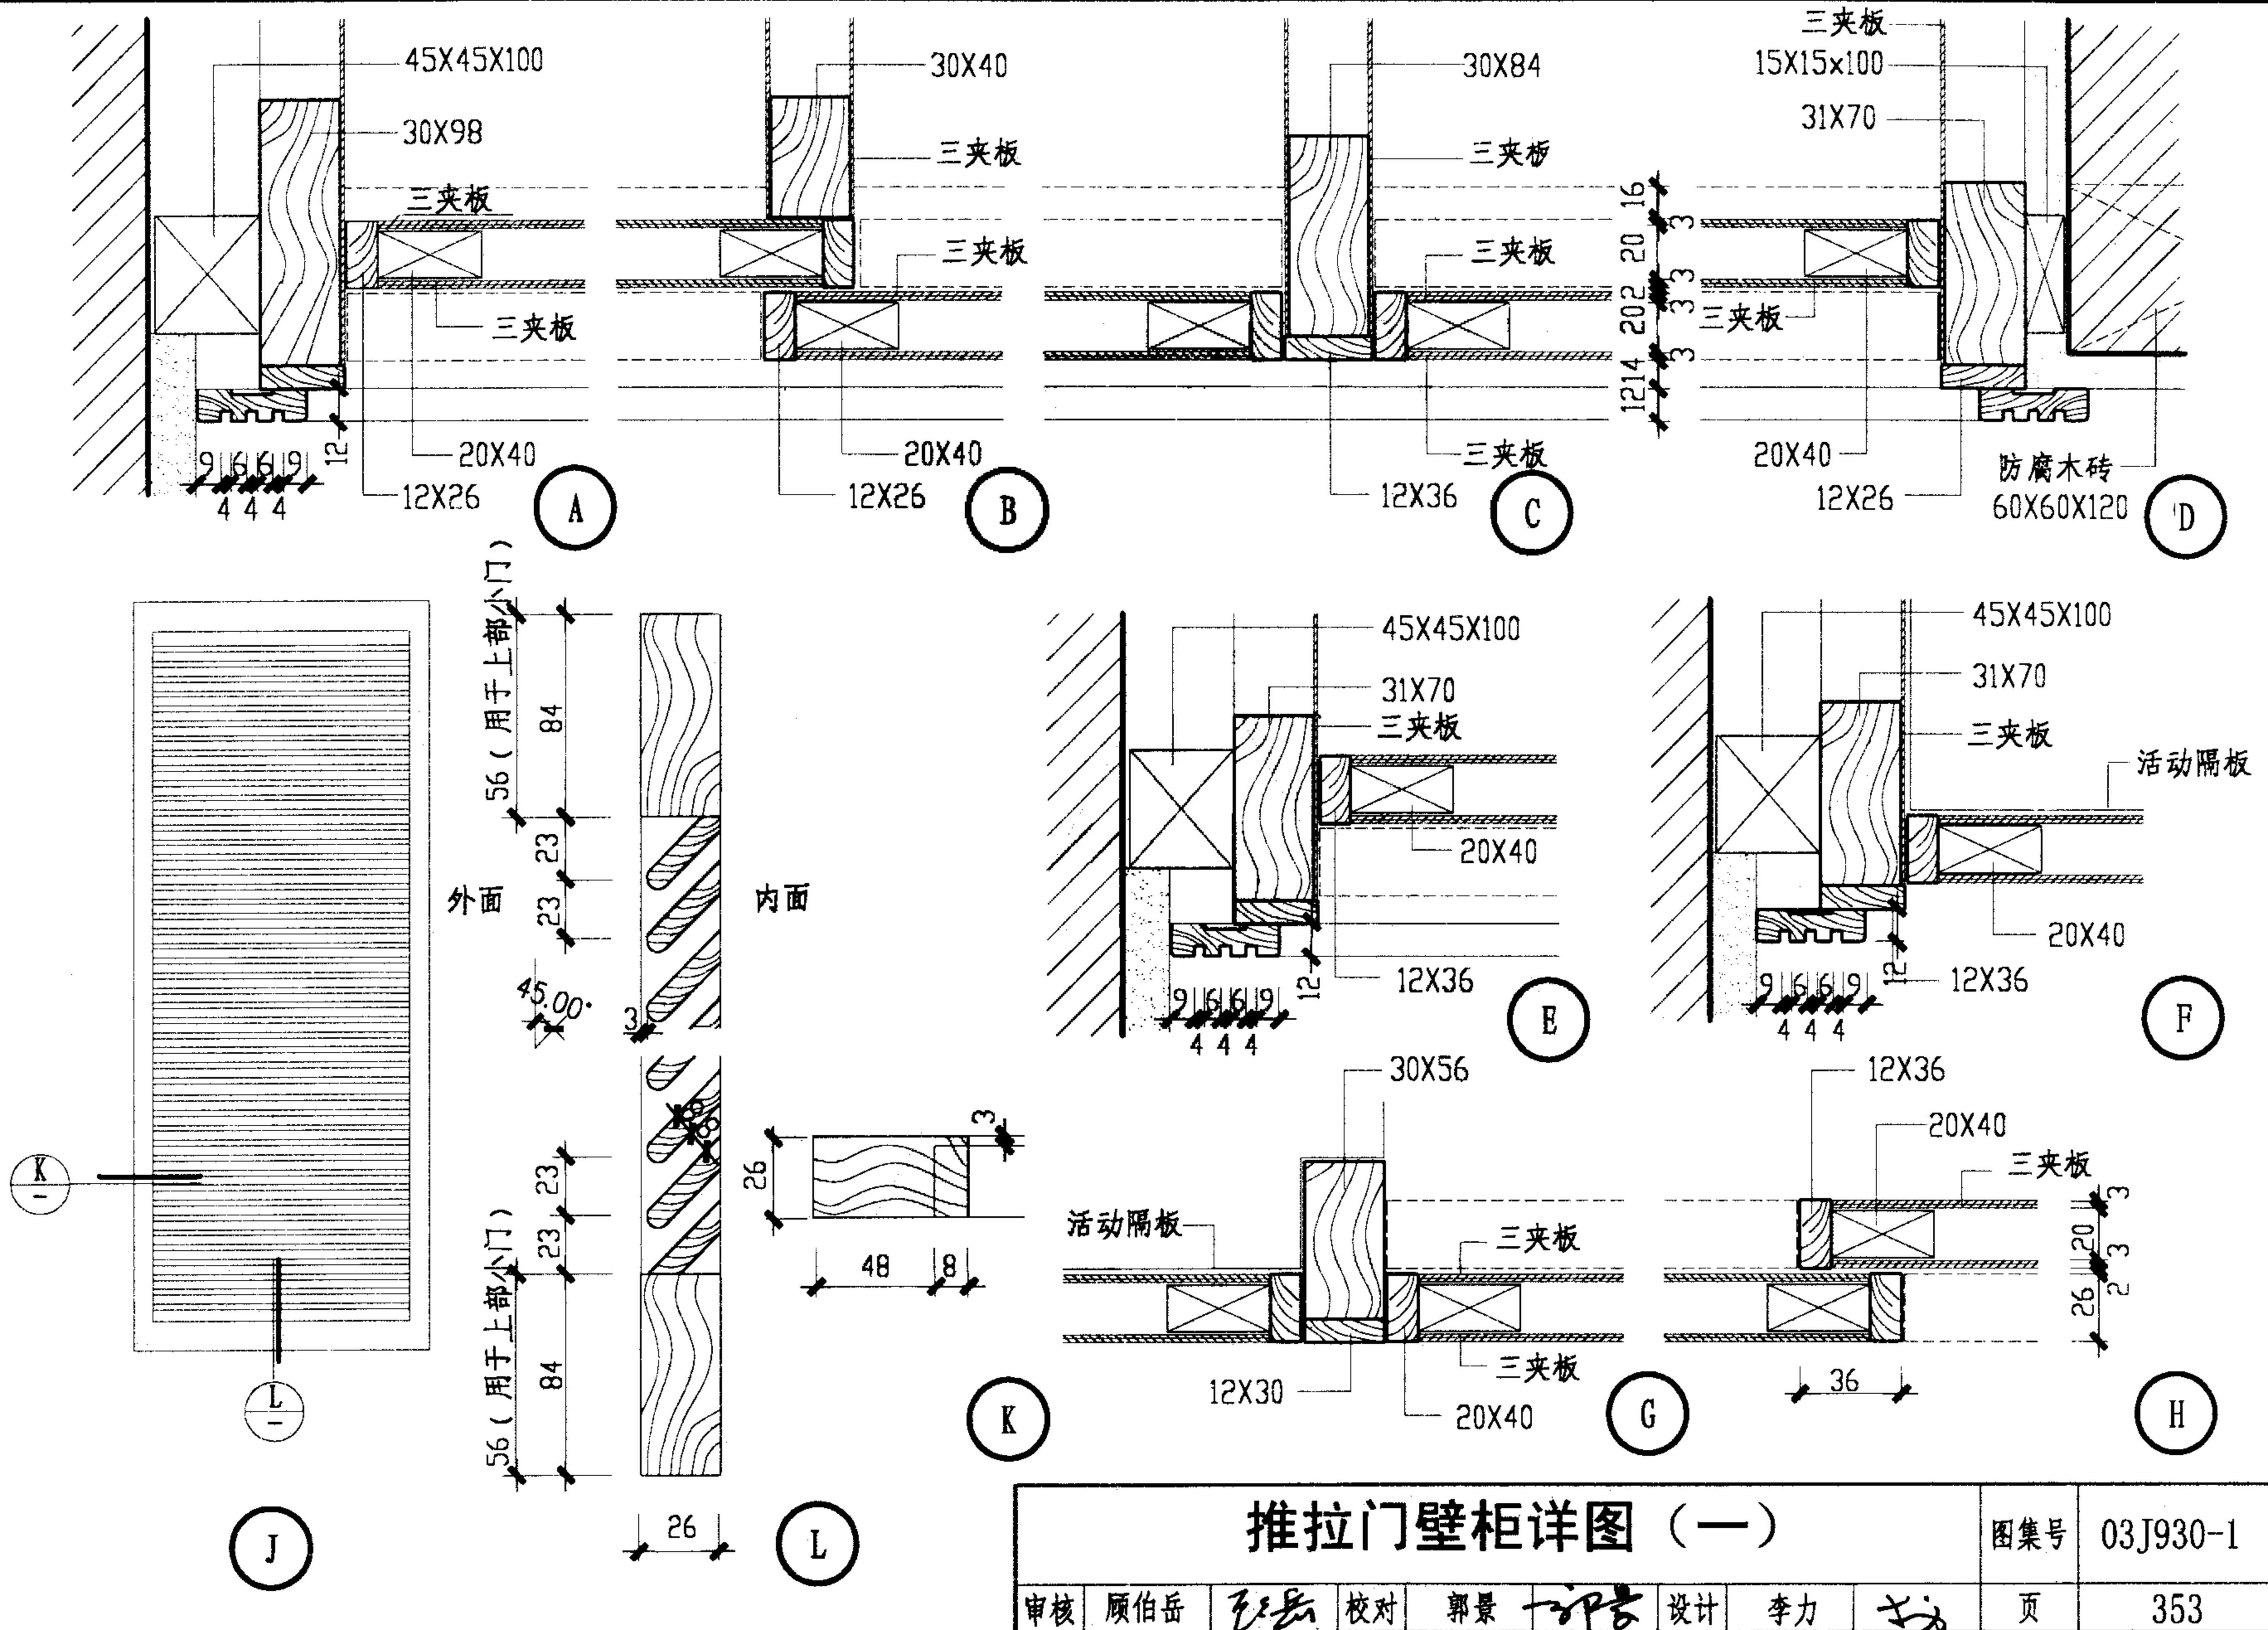 45X45X100
30X98
三夹板
三夹板
20X40
12X26
12
9 6 6 9
4 4 4
A
30X40
三夹板
三夹板
20X40
12X26
B
30X84
三夹板
三夹板
三夹板
12X36
C
三夹板
15X15x100
31X70
16
3
20
3
2
3
20
3
14
12
三夹板
20X40
12X26
防腐木砖
60X60X120
D
K
L
J
56(用于上部小门)
84
23
23
外面
内面
45.00°
3
8
8
23
23
56(用于上部小门)
84
26
L
3
26
48
8
K
45X45X100
31X70
三夹板
20X40
12X36
12
9 6 6 9
4 4 4
E
45X45X100
31X70
三夹板
活动隔板
20X40
12X36
12
9 6 6 9
4 4 4
F
30X56
活动隔板
三夹板
三夹板
12X30
20X40
G
12X36
20X40
三夹板
3
20
3
2
26
36
H
推拉门壁柜详图（一）
图集号 03J930-1
审核 顾伯岳 校对 郭景 设计 李力 页 353